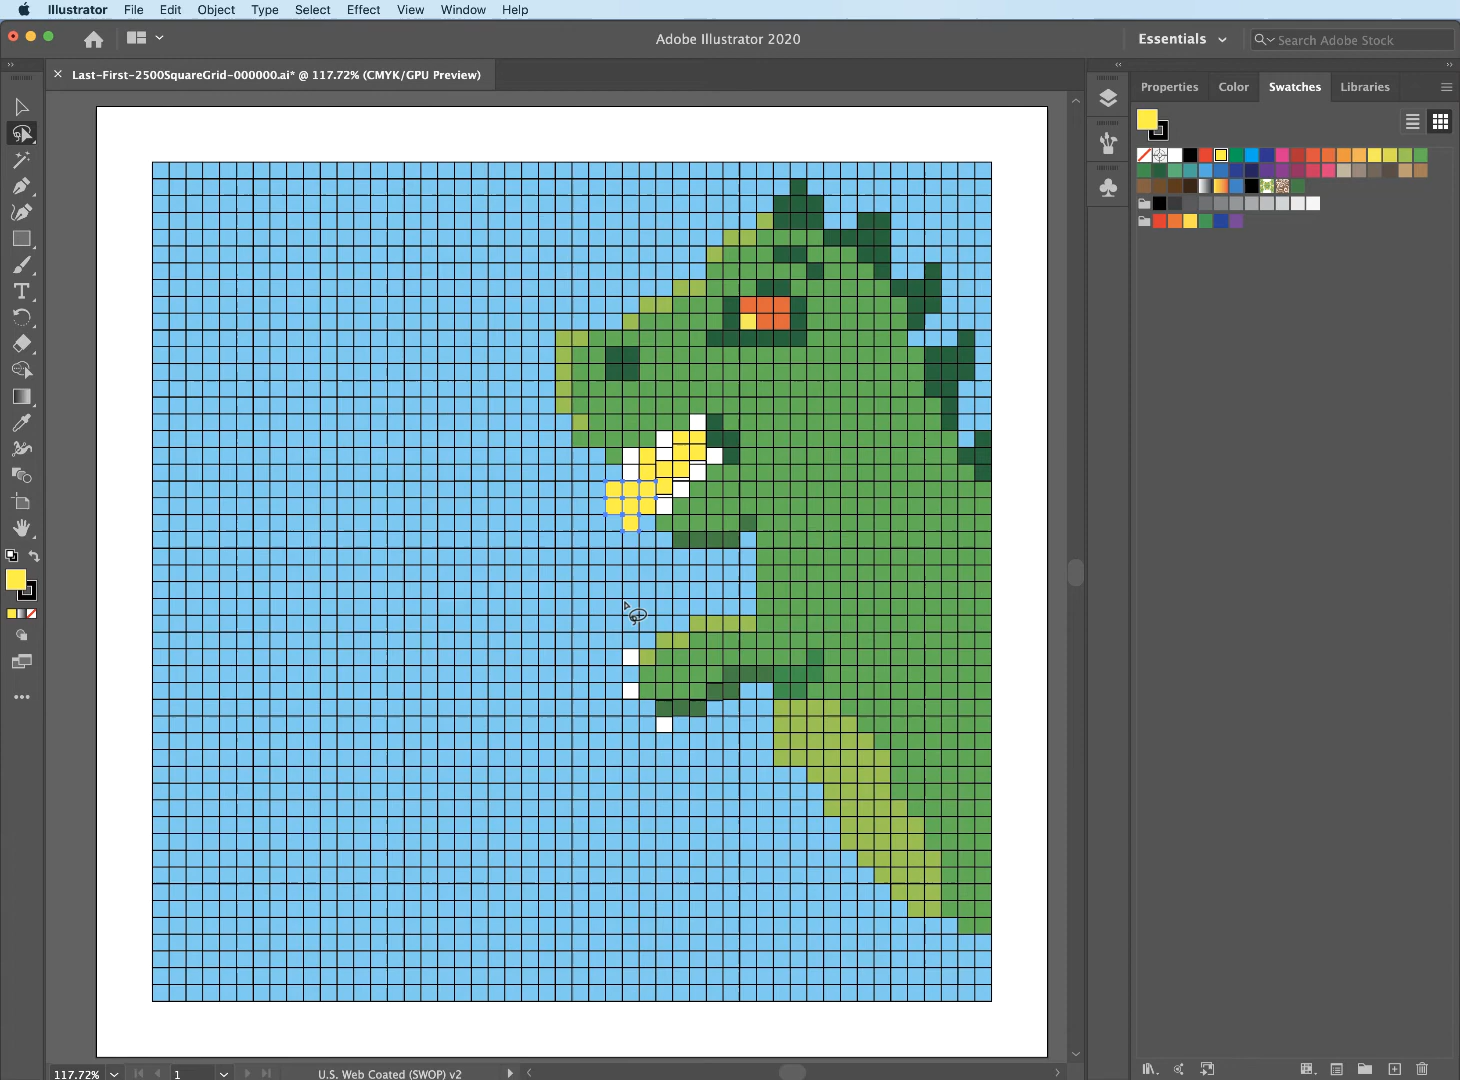 Illustrator File Edit Object Type Select Effect View Window Help
Adobe Illustrator 2020
Essentials
Search Adobe Stock
× Last-First-2500SquareGrid-000000.ai* @ 117.72% (CMYK/GPU Preview)
Properties Color Swatches Libraries
117.72% 1 U.S. Web Coated (SWOP) v2